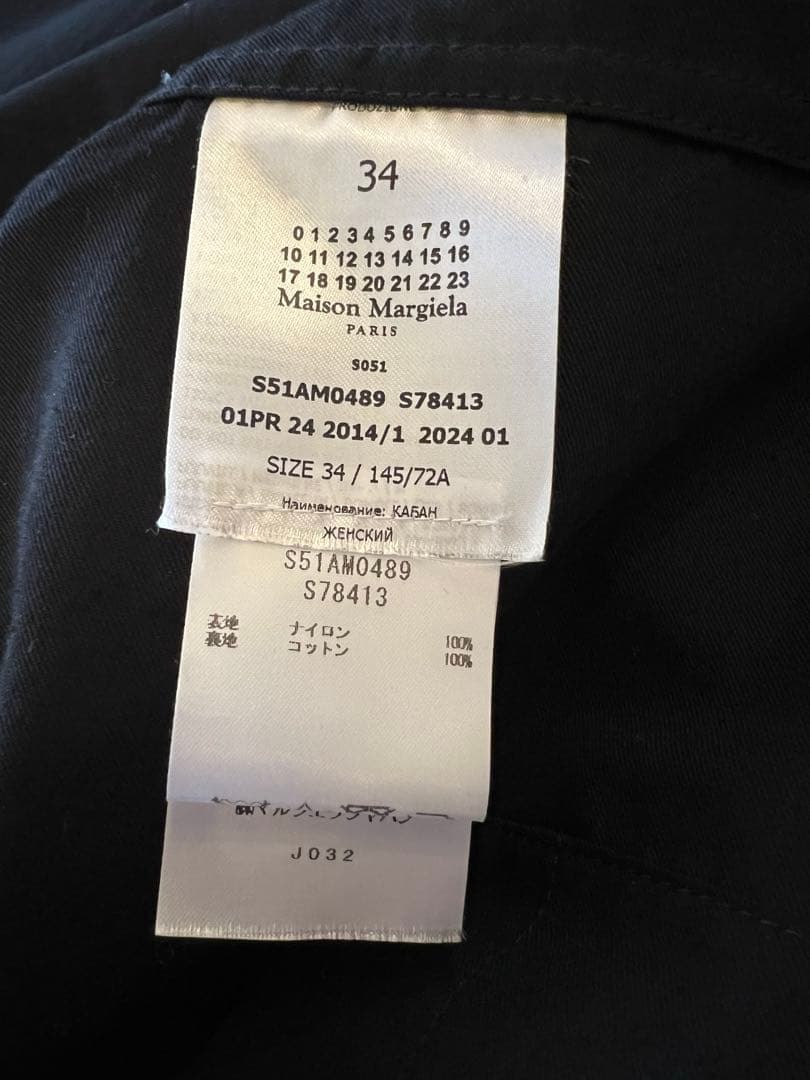 34
0 1 2 3 4 5 6 7 8 9
10 11 12 13 14 15 16
17 18 19 20 21 22 23
Maison Margiela
PARIS
S051
S51AM0489 S78413
01PR 24 2014/1 2024 01
SIZE 34 / 145/72A
Наименование: КАБАН
ЖЕНСКИЙ
S51AM0489
S78413
表地 ナイロン 100%
裏地 コットン 100%
J032